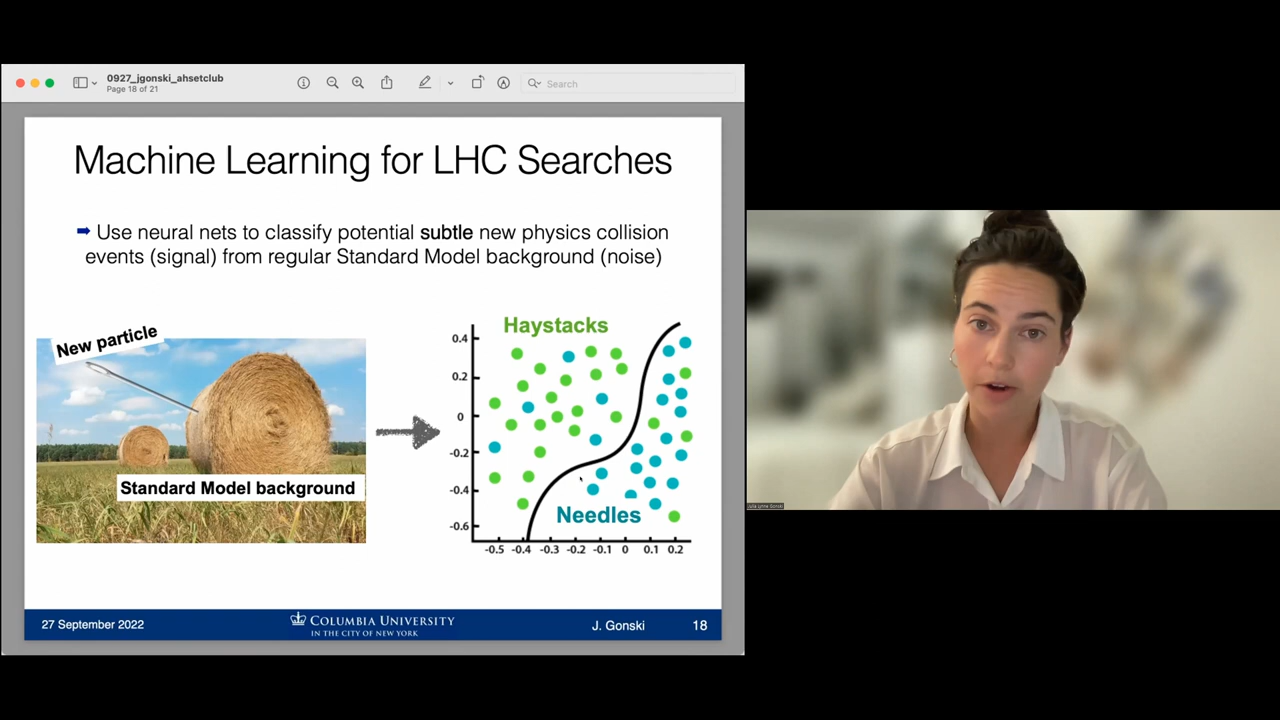 0927_jgonski_ahsetclub
Page 18 of 21
Search
Machine Learning for LHC Searches
Use neural nets to classify potential subtle new physics collision
events (signal) from regular Standard Model background (noise)
New particle
Standard Model background
Haystacks
0.4
0.2
0
-0.2
-0.4
-0.6
Needles
-0.5 -0.4 -0.3 -0.2 -0.1 0 0.1 0.2
27 September 2022
COLUMBIA UNIVERSITY
IN THE CITY OF NEW YORK
J. Gonski
18
Julia Lynne Gonski